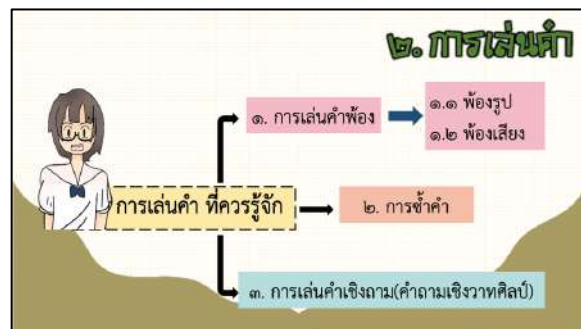 ๒. การเล่นคำ
๑. การเล่นคำพ้อง
๑.๑ พ้องรูป
๑.๒ พ้องเสียง
การเล่นคำ ที่ควรรู้จัก
๒. การซ้ำคำ
๓. การเล่นคำเชิงถาม(คำถามเชิงวาทศิลป์)